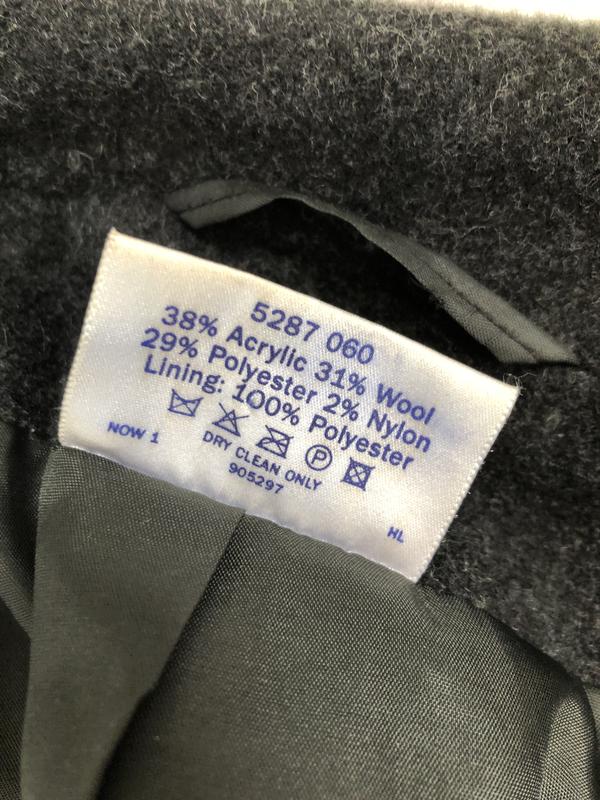 5287 060
38% Acrylic 31% Wool
29% Polyester 2% Nylon
Lining: 100% Polyester
P
NOW 1
DRY CLEAN ONLY
905297
HL